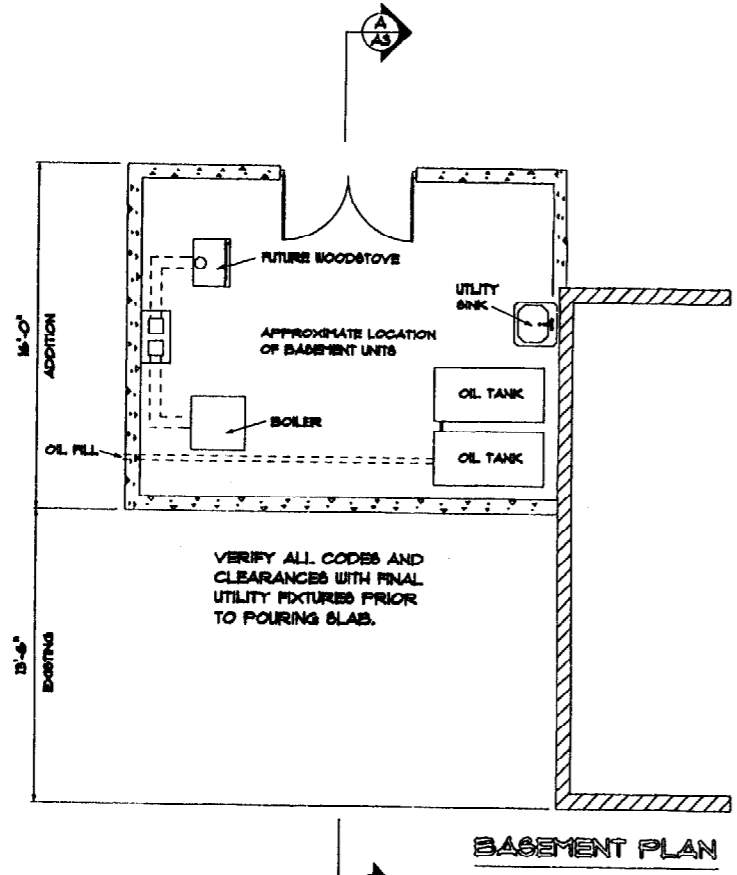 A
A3
FUTURE WOODSTOVE
UTILITY
SINK
APPROXIMATE LOCATION
OF BASEMENT UNITS
16'-0"
ADDITION
OIL TANK
BOILER
OIL FILL
OIL TANK
VERIFY ALL CODES AND
CLEARANCES WITH FINAL
UTILITY FIXTURES PRIOR
TO POURING SLAB.
13'-6"
EXISTING
BASEMENT PLAN